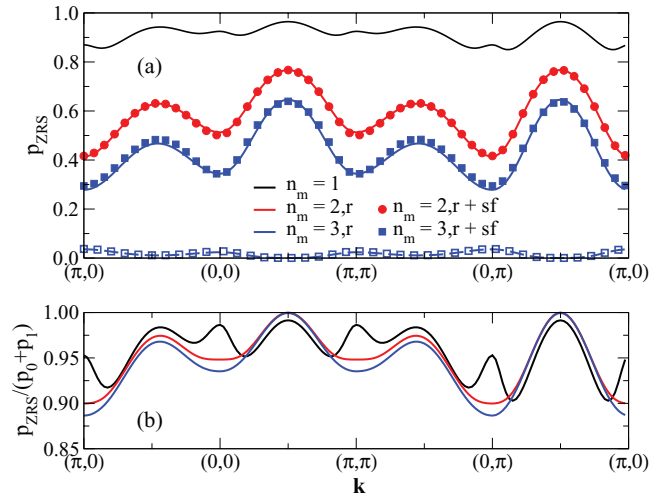 1.0
(a)
0.8
0.6
p_ZRS
0.4
n_m = 1
0.2
n_m = 2,r
n_m = 2,r + sf
n_m = 3,r
n_m = 3,r + sf
0.0
(π,0) (0,0) (π,π) (0,π) (π,0)
1.00
p_ZRS/(p_0+p_1)
0.95
0.90
(b)
0.85
(π,0) (0,0) (π,π) (0,π) (π,0)
k